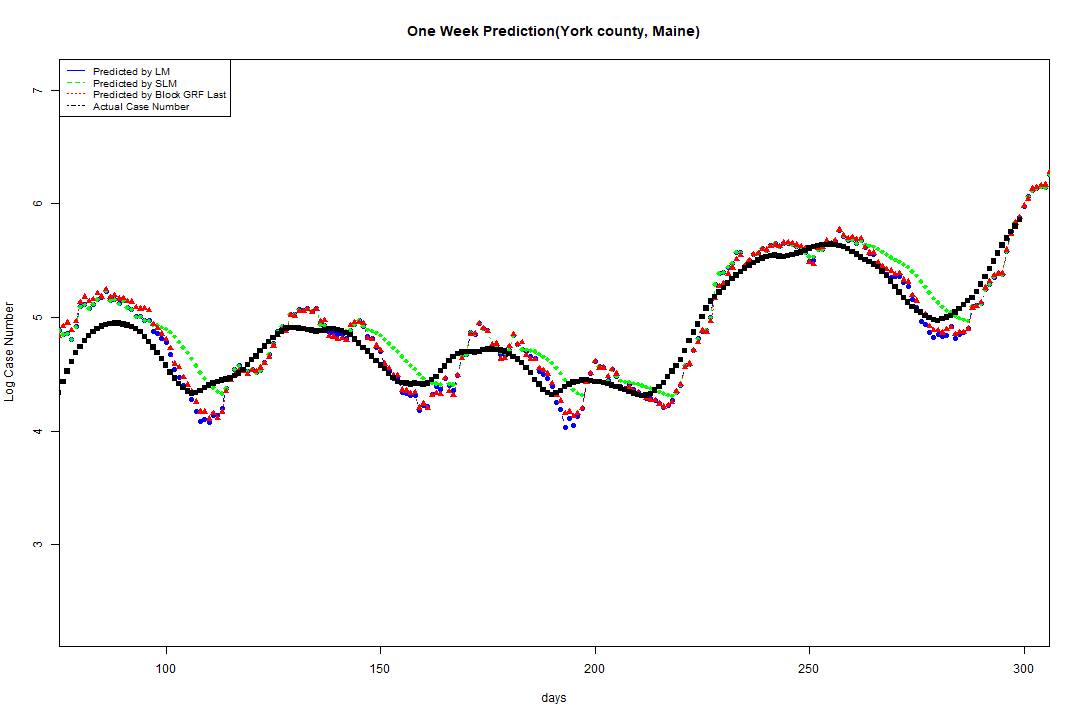 One Week Prediction(York county, Maine)
Predicted by LM
Predicted by SLM
Predicted by Block GRF Last
Actual Case Number
7
6
5
4
3
Log Case Number
100 150 200 250 300
days